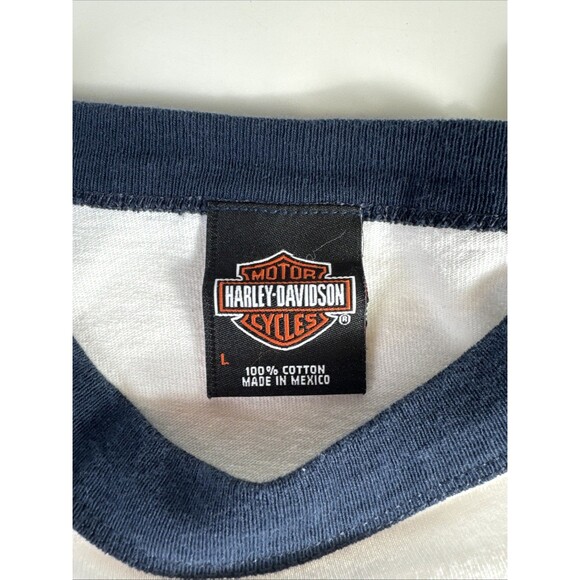 MOTOR
HARLEY-DAVIDSON
CYCLES ®
L
100% COTTON
MADE IN MEXICO